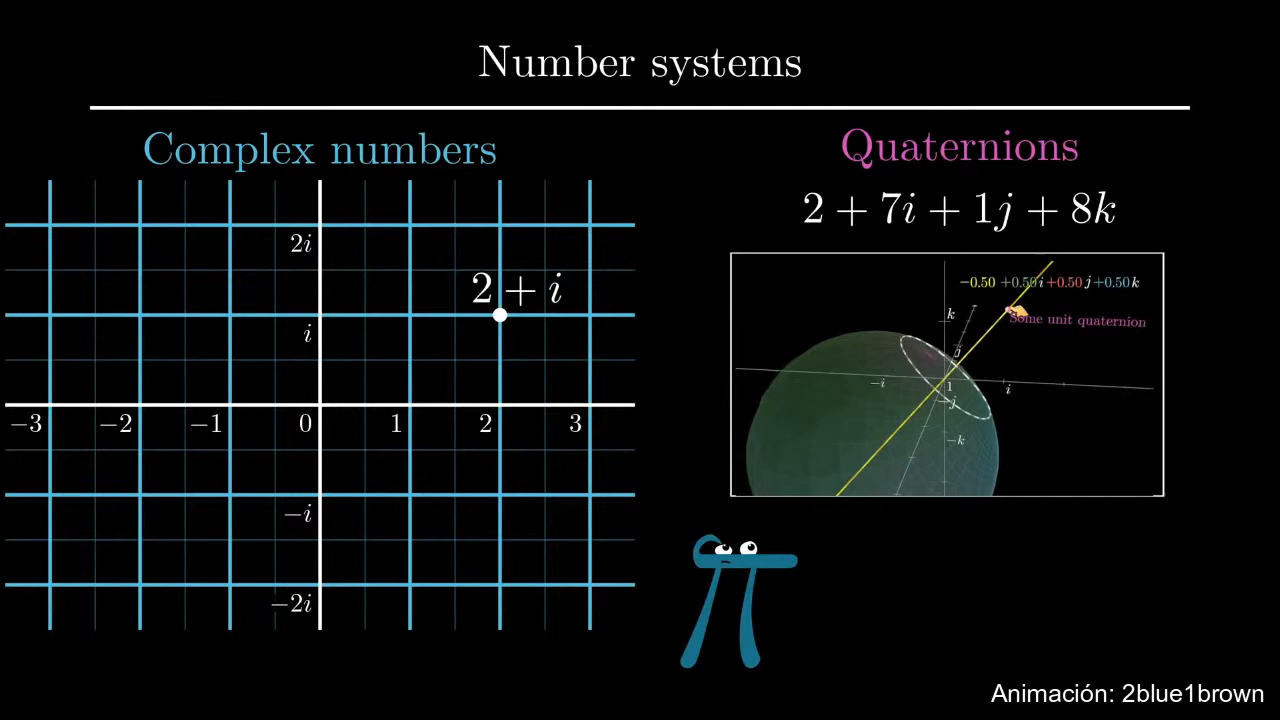 Number systems
Complex numbers
2i
2 + i
i
−3 −2 −1 0 1 2 3
−i
−2i
Quaternions
2 + 7i + 1j + 8k
−0.50 +0.50i+0.50j+0.50k
Some unit quaternion
k
j
−i 1 i
−j
−k
Animación: 2blue1brown